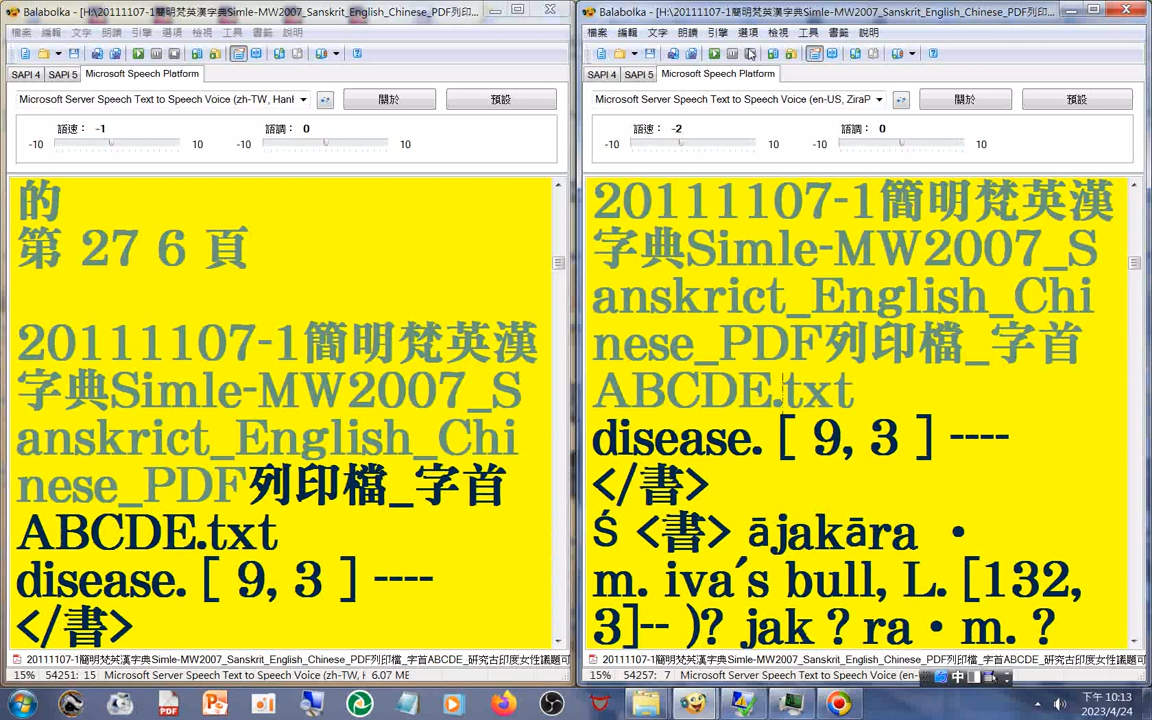 Balabolka - [H:\20111107-1簡明梵英漢字典Simle-MW2007_Sanskrit_English_Chinese_PDF列印...
檔案 編輯 文字 朗讀 引擎 選項 檢視 工具 書籤 說明
SAPI 4 SAPI 5 Microsoft Speech Platform
Microsoft Server Speech Text to Speech Voice (zh-TW, HanH
關於
預設
語速： -1
語調： 0
-10 10 -10 10
的
第 27 6 頁
20111107-1簡明梵英漢
字典Simle-MW2007_S
anskrict_English_Chi
nese_PDF列印檔_字首
ABCDE.txt
disease. [ 9, 3 ] ----
</書>
20111107-1簡明梵英漢字典Simle-MW2007_Sanskrit_English_Chinese_PDF列印檔_字首ABCDE_研究古印度女性議題可
15% 54251: 15 Microsoft Server Speech Text to Speech Voice (zh-TW, H 6.07 MB
Balabolka - [H:\20111107-1簡明梵英漢字典Simle-MW2007_Sanskrit_English_Chinese_PDF列印...
檔案 編輯 文字 朗讀 引擎 選項 檢視 工具 書籤 說明
SAPI 4 SAPI 5 Microsoft Speech Platform
Microsoft Server Speech Text to Speech Voice (en-US, ZiraP
關於
預設
語速： -2
語調： 0
-10 10 -10 10
20111107-1簡明梵英漢
字典Simle-MW2007_S
anskrict_English_Chi
nese_PDF列印檔_字首
ABCDE.txt
disease. [ 9, 3 ] ----
</書>
Ś <書> ājakāra •
m. iva´s bull, L. [132,
3]-- )? jak ? ra • m. ?
20111107-1簡明梵英漢字典Simle-MW2007_Sanskrit_English_Chinese_PDF列印檔_字首ABCDE_研究古印度女性議題可
15% 54257: 7 Microsoft Server Speech Text to Speech Voice (en-
中
下午 10:13
2023/4/24